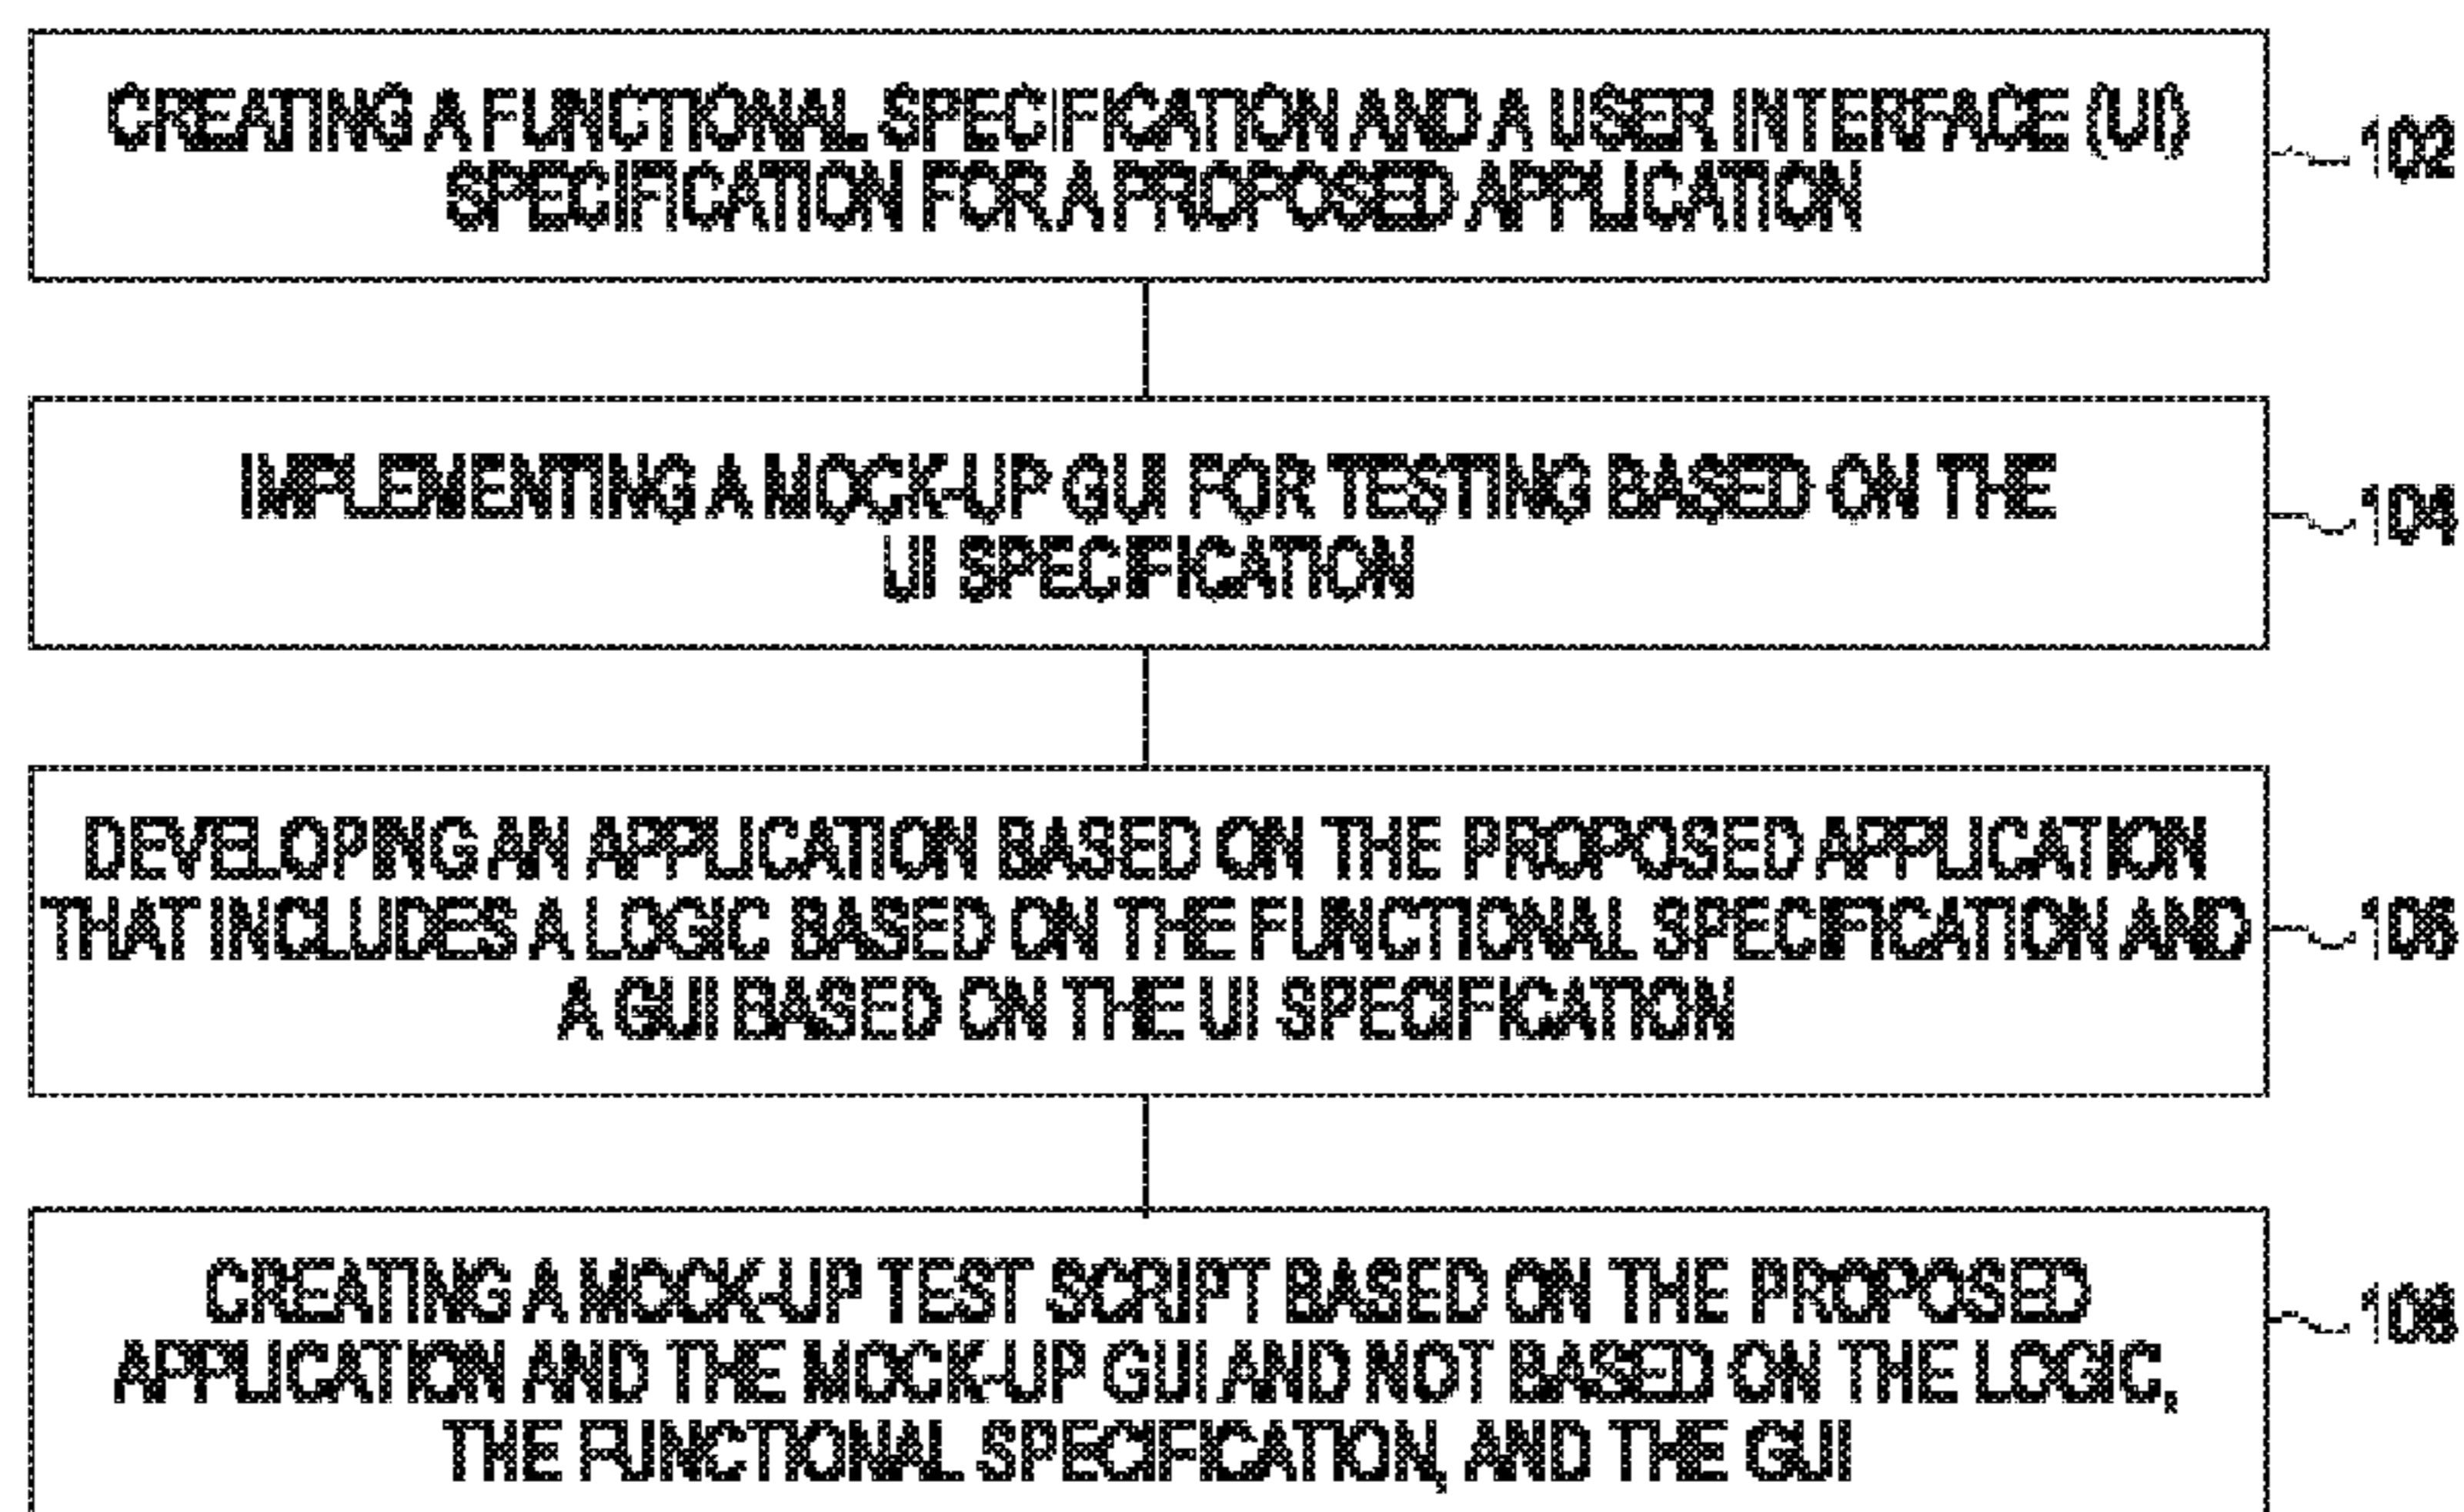 CREATING A FUNCTIONAL SPECIFICATION AND A USER INTERFACE (UI)
SPECIFICATION FOR A PROPOSED APPLICATION
102
IMPLEMENTING A MOCK-UP GUI FOR TESTING BASED ON THE
UI SPECIFICATION
104
DEVELOPING AN APPLICATION BASED ON THE PROPOSED APPLICATION
THAT INCLUDES A LOGIC BASED ON THE FUNCTIONAL SPECIFICATION AND
A GUI BASED ON THE UI SPECIFICATION
106
CREATING A MOCK-UP TEST SCRIPT BASED ON THE PROPOSED
APPLICATION AND THE MOCK-UP GUI AND NOT BASED ON THE LOGIC,
THE FUNCTIONAL SPECIFICATION, AND THE GUI
108